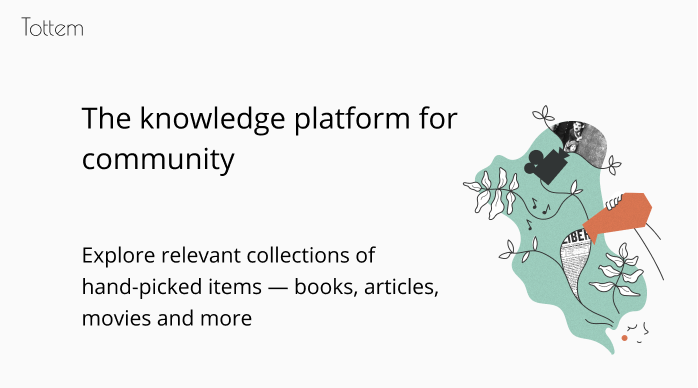 Tottem
The knowledge platform for
community
Explore relevant collections of
hand-picked items — books, articles,
movies and more